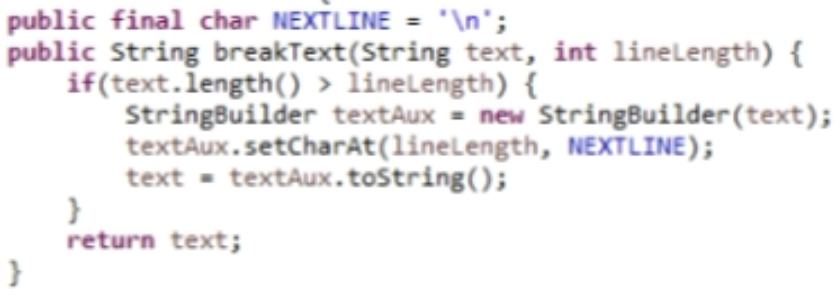 public final char NEXTLINE = '\n';
public String breakText(String text, int lineLength) {
    if(text.length() > lineLength) {
        StringBuilder textAux = new StringBuilder(text);
        textAux.setCharAt(lineLength, NEXTLINE);
        text = textAux.toString();
    }
    return text;
}